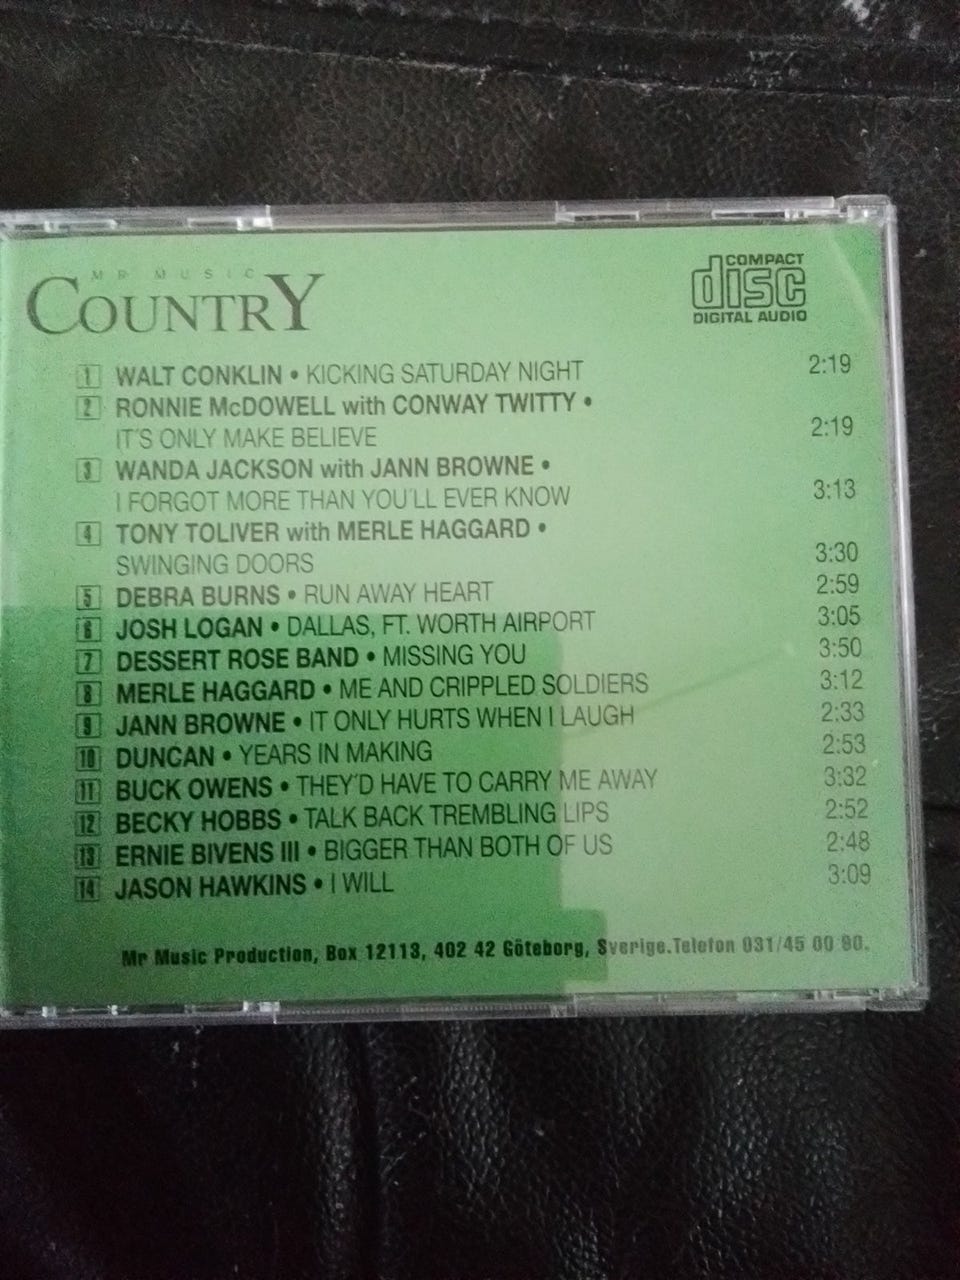 MR MUSIC
COUNTRY
COMPACT
disc
DIGITAL AUDIO
1 WALT CONKLIN • KICKING SATURDAY NIGHT 2:19
2 RONNIE McDOWELL with CONWAY TWITTY •
IT'S ONLY MAKE BELIEVE 2:19
3 WANDA JACKSON with JANN BROWNE •
I FORGOT MORE THAN YOU'LL EVER KNOW 3:13
4 TONY TOLIVER with MERLE HAGGARD •
SWINGING DOORS 3:30
5 DEBRA BURNS • RUN AWAY HEART 2:59
6 JOSH LOGAN • DALLAS, FT. WORTH AIRPORT 3:05
7 DESSERT ROSE BAND • MISSING YOU 3:50
8 MERLE HAGGARD • ME AND CRIPPLED SOLDIERS 3:12
9 JANN BROWNE • IT ONLY HURTS WHEN I LAUGH 2:33
10 DUNCAN • YEARS IN MAKING 2:53
11 BUCK OWENS • THEY'D HAVE TO CARRY ME AWAY 3:32
12 BECKY HOBBS • TALK BACK TREMBLING LIPS 2:52
13 ERNIE BIVENS III • BIGGER THAN BOTH OF US 2:48
14 JASON HAWKINS • I WILL 3:09
Mr Music Production, Box 12113, 402 42 Göteborg, Sverige.Telefon 031/45 00 90.